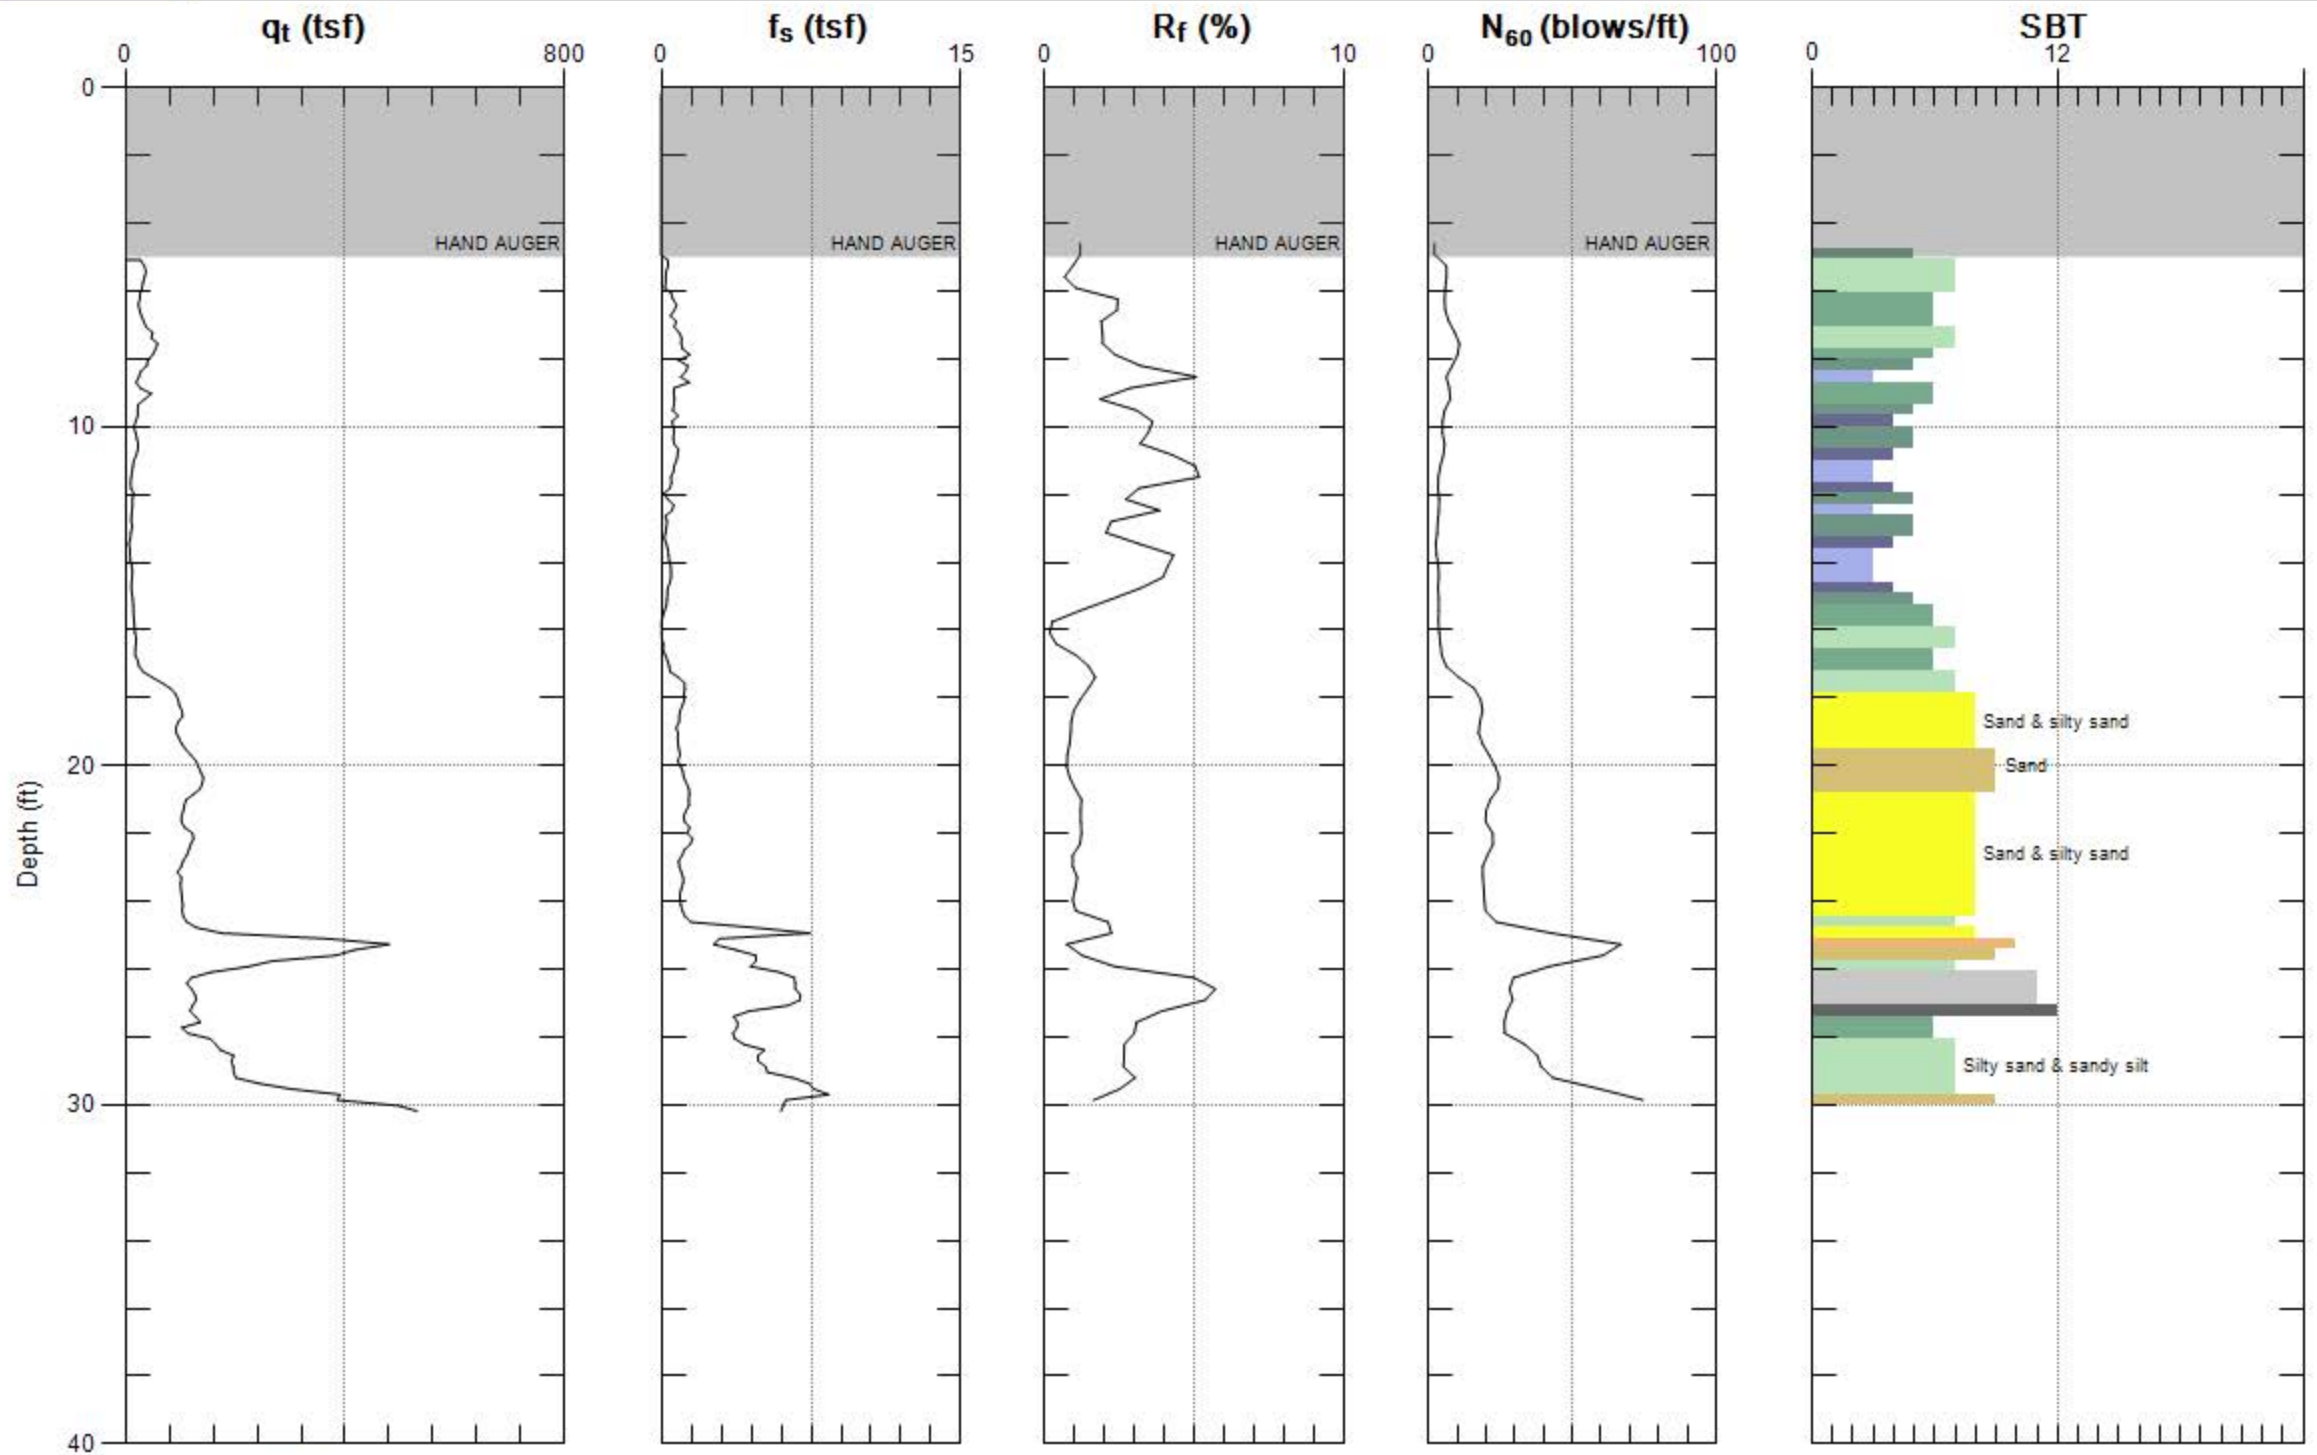 qt (tsf) fs (tsf) Rf (%) N60 (blows/ft) SBT
0 800 0 15 0 10 0 100 0 12
0
HAND AUGER HAND AUGER HAND AUGER HAND AUGER
10
Sand & silty sand
20 Sand
Depth (ft)
Sand & silty sand
Silty sand & sandy silt
30
40